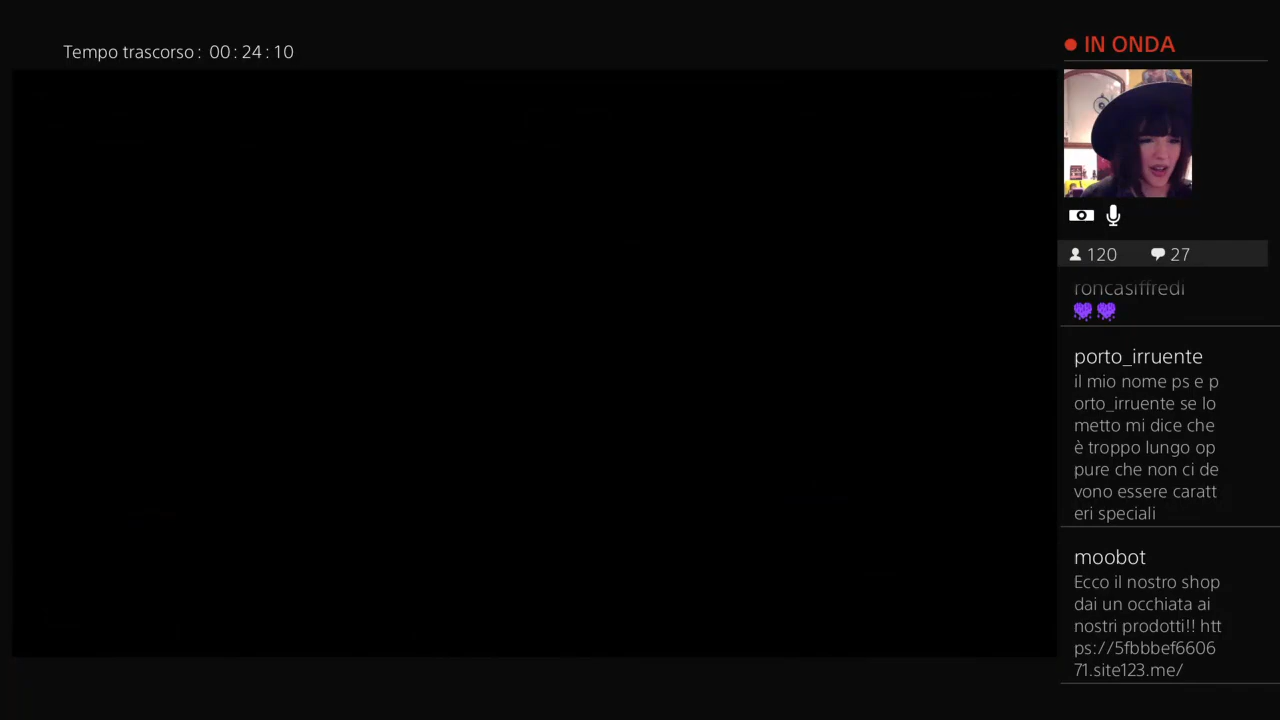 Tempo trascorso: 00:24:10
IN ONDA
120 27
roncasiffredi
porto_irruente
il mio nome ps e p
orto_irruente se lo
metto mi dice che
è troppo lungo op
pure che non ci de
vono essere caratt
eri speciali
moobot
Ecco il nostro shop
dai un occhiata ai
nostri prodotti!! htt
ps://5fbbbef6606
71.site123.me/